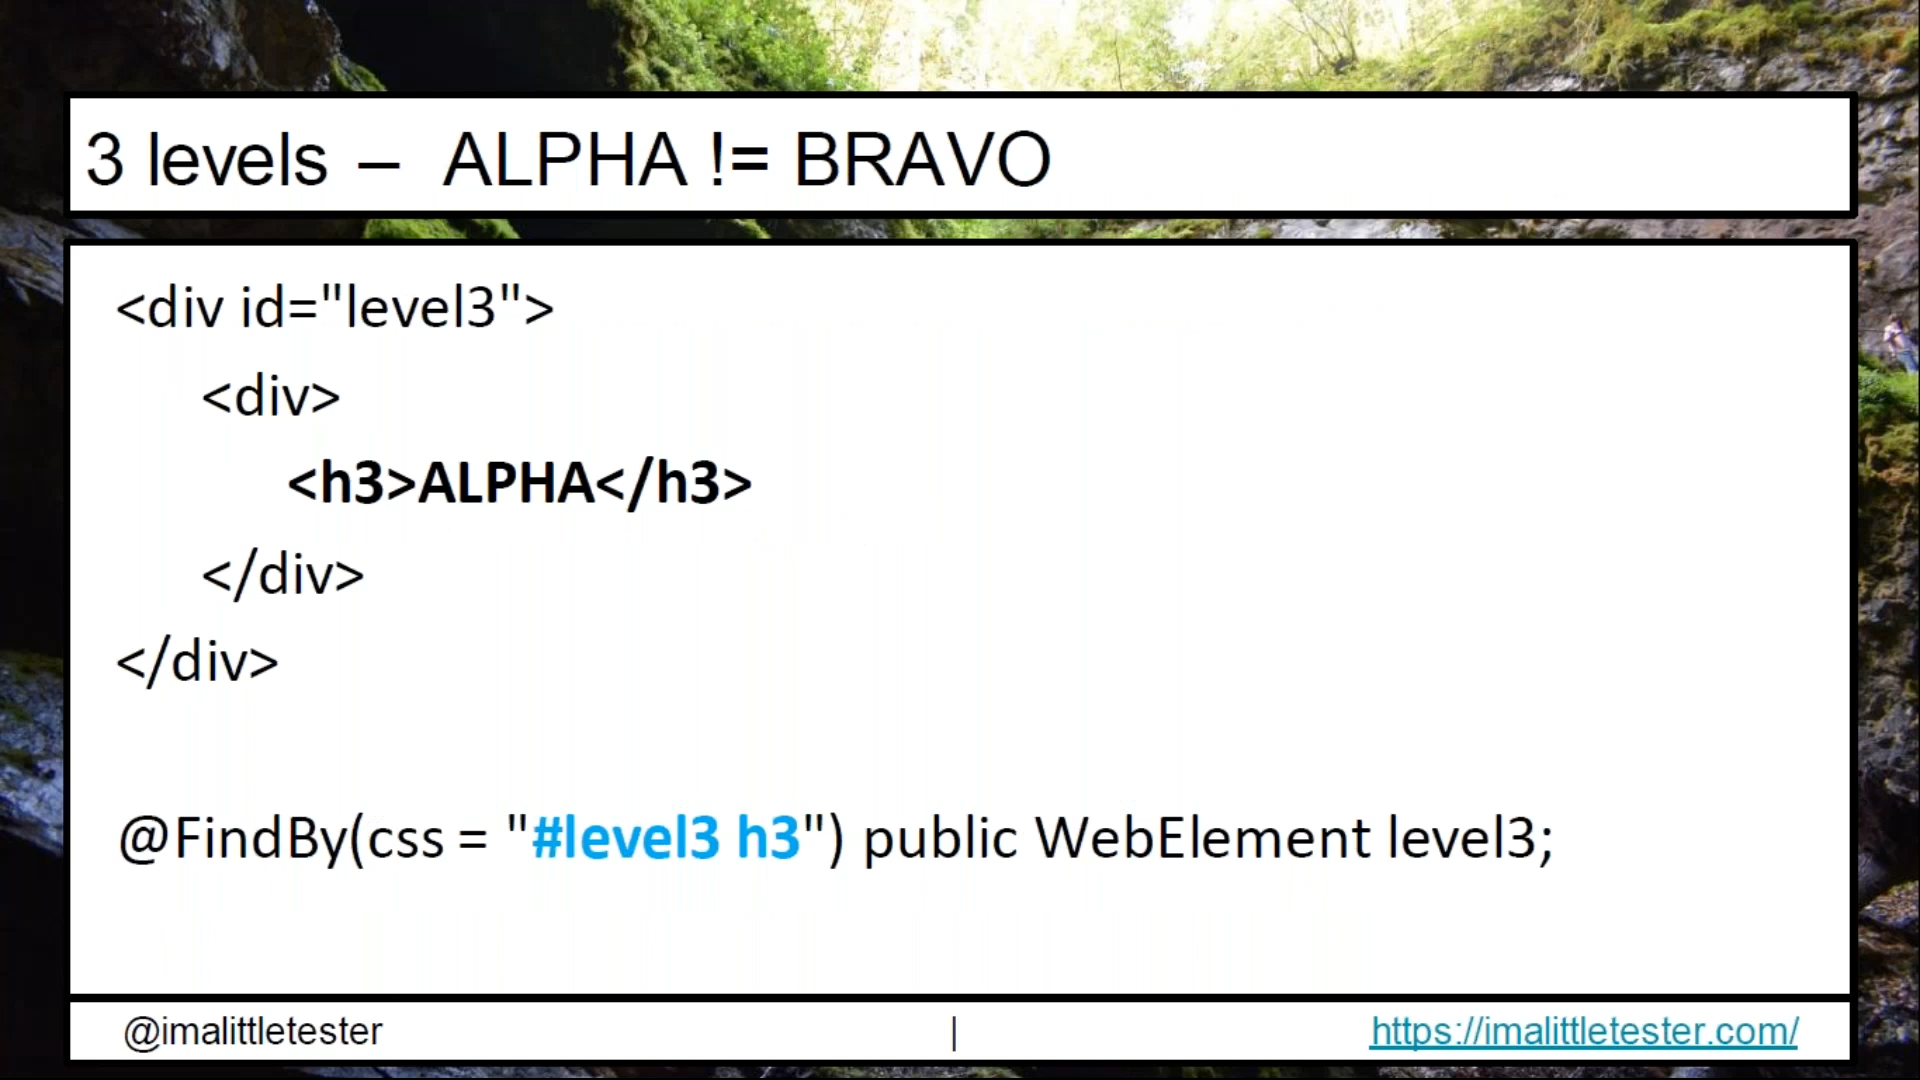 3 levels – ALPHA != BRAVO
<div id="level3">
<div>
<h3>ALPHA</h3>
</div>
</div>
@FindBy(css = "#level3 h3") public WebElement level3;
@imalittletester | https://imalittletester.com/